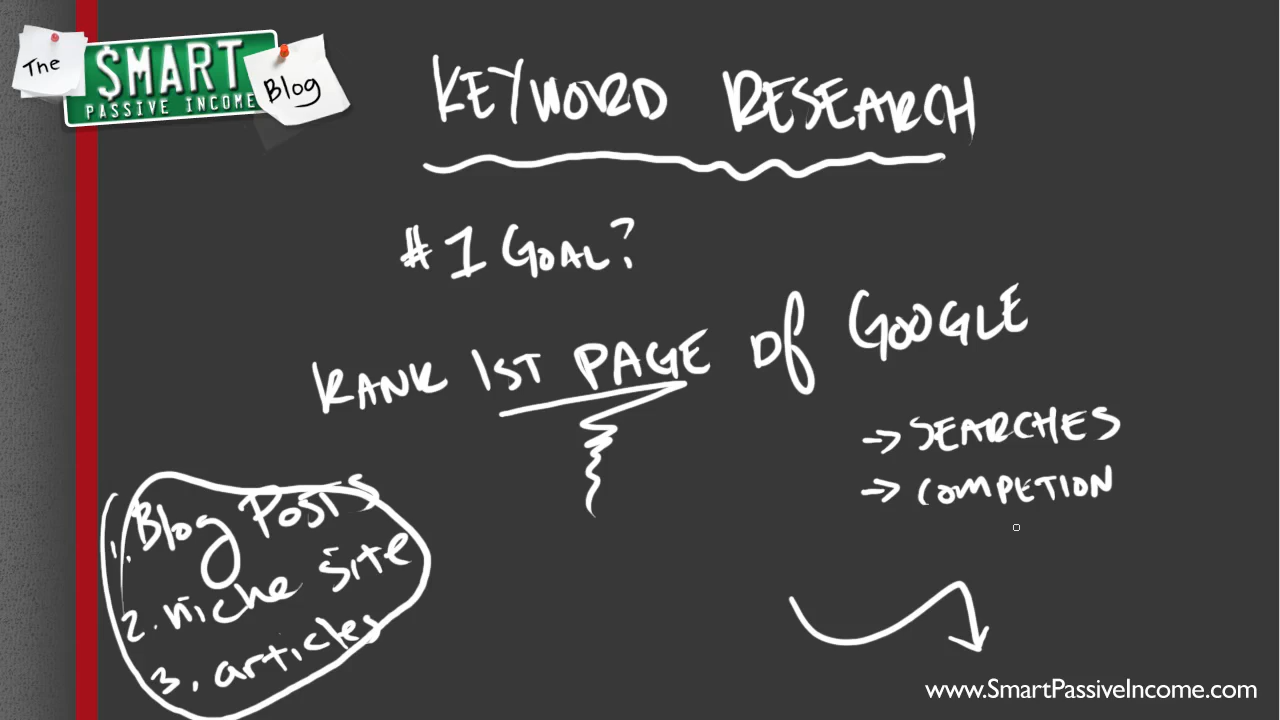 The
$MART
PASSIVE INCOME
Blog
KEYWORD RESEARCH
#1 GOAL?
RANK 1ST PAGE Of GOOGLE
→ SEARCHES
→ COMPETION
1. Blog Posts
2. niche site
3. articles
www.SmartPassiveIncome.com